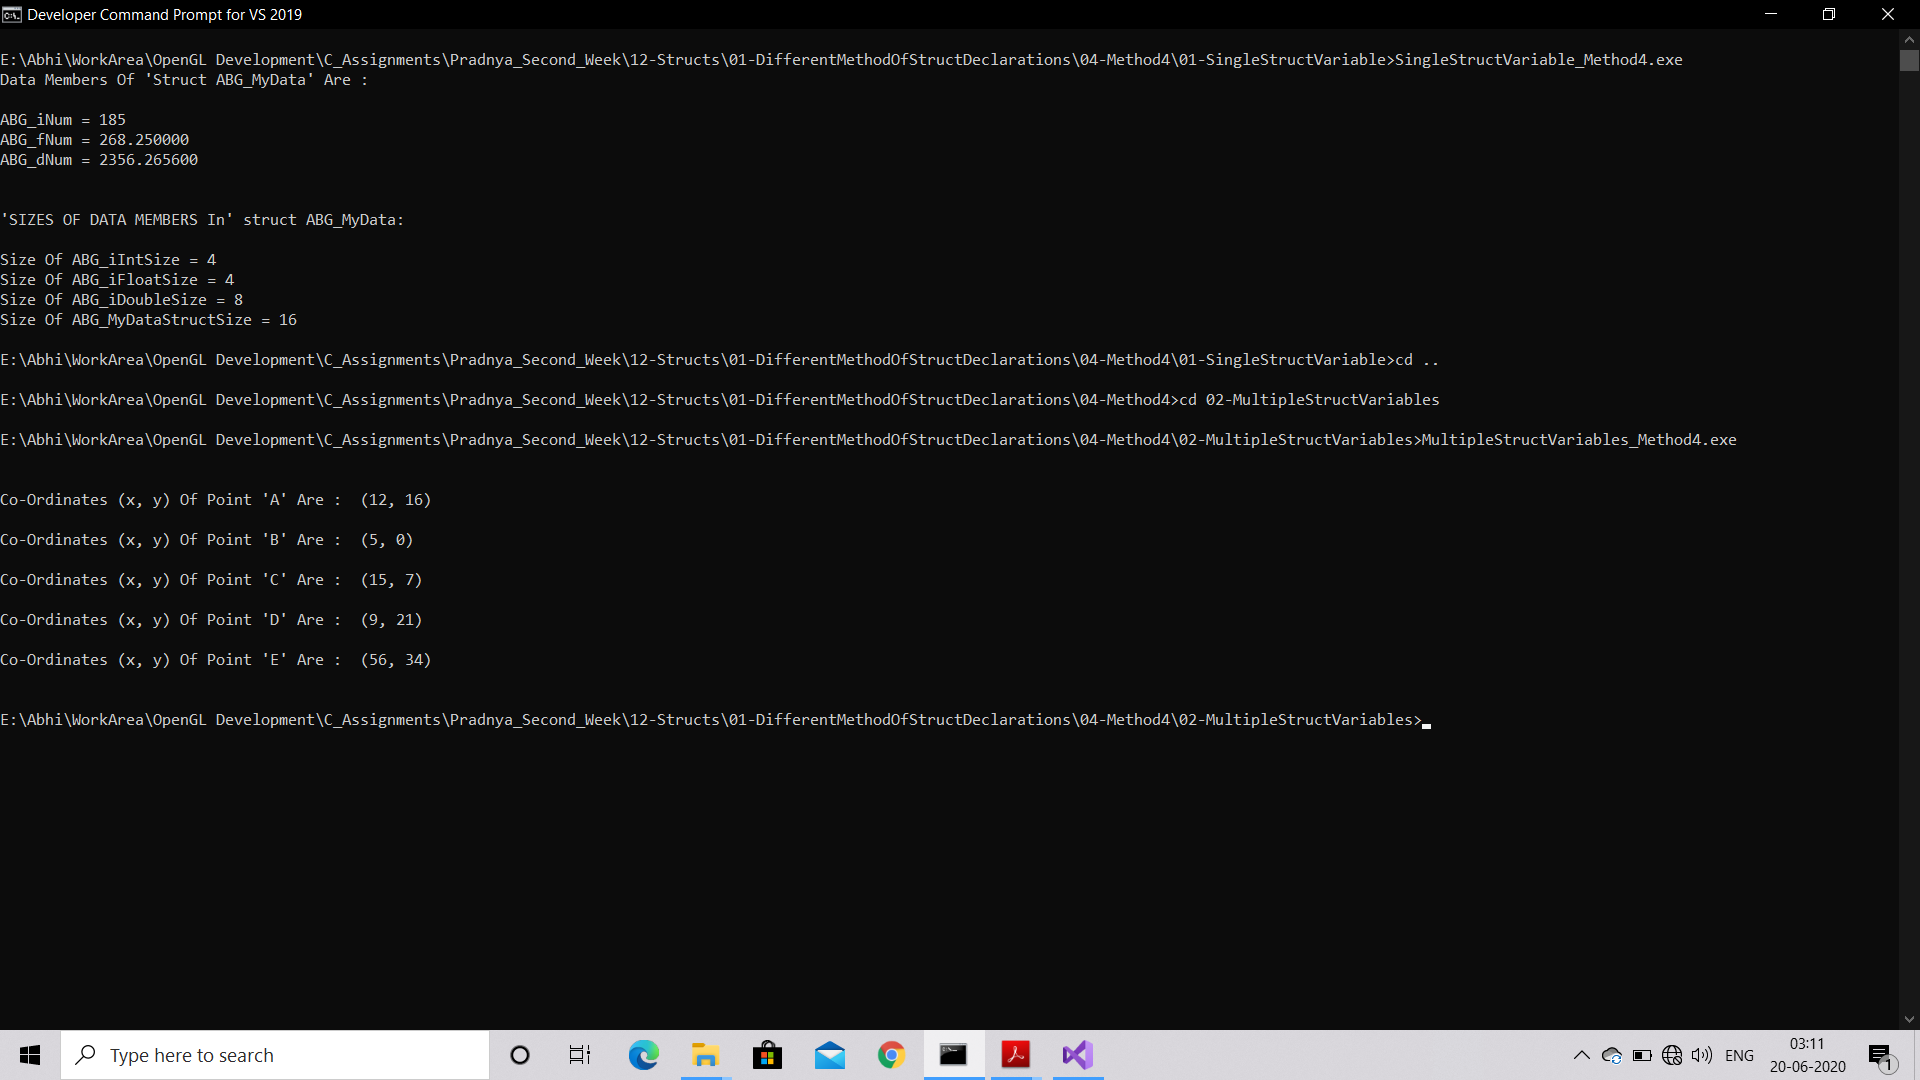 Developer Command Prompt for VS 2019
E:\Abhi\WorkArea\OpenGL Development\C_Assignments\Pradnya_Second_Week\12-Structs\01-DifferentMethodOfStructDeclarations\04-Method4\01-SingleStructVariable>SingleStructVariable_Method4.exe
Data Members Of 'Struct ABG_MyData' Are :
ABG_iNum = 185
ABG_fNum = 268.250000
ABG_dNum = 2356.265600
'SIZES OF DATA MEMBERS In' struct ABG_MyData:
Size Of ABG_iIntSize = 4
Size Of ABG_iFloatSize = 4
Size Of ABG_iDoubleSize = 8
Size Of ABG_MyDataStructSize = 16
E:\Abhi\WorkArea\OpenGL Development\C_Assignments\Pradnya_Second_Week\12-Structs\01-DifferentMethodOfStructDeclarations\04-Method4\01-SingleStructVariable>cd ..
E:\Abhi\WorkArea\OpenGL Development\C_Assignments\Pradnya_Second_Week\12-Structs\01-DifferentMethodOfStructDeclarations\04-Method4>cd 02-MultipleStructVariables
E:\Abhi\WorkArea\OpenGL Development\C_Assignments\Pradnya_Second_Week\12-Structs\01-DifferentMethodOfStructDeclarations\04-Method4\02-MultipleStructVariables>MultipleStructVariables_Method4.exe
Co-Ordinates (x, y) Of Point 'A' Are :  (12, 16)
Co-Ordinates (x, y) Of Point 'B' Are :  (5, 0)
Co-Ordinates (x, y) Of Point 'C' Are :  (15, 7)
Co-Ordinates (x, y) Of Point 'D' Are :  (9, 21)
Co-Ordinates (x, y) Of Point 'E' Are :  (56, 34)
E:\Abhi\WorkArea\OpenGL Development\C_Assignments\Pradnya_Second_Week\12-Structs\01-DifferentMethodOfStructDeclarations\04-Method4\02-MultipleStructVariables>
Type here to search
ENG
03:11
20-06-2020
1